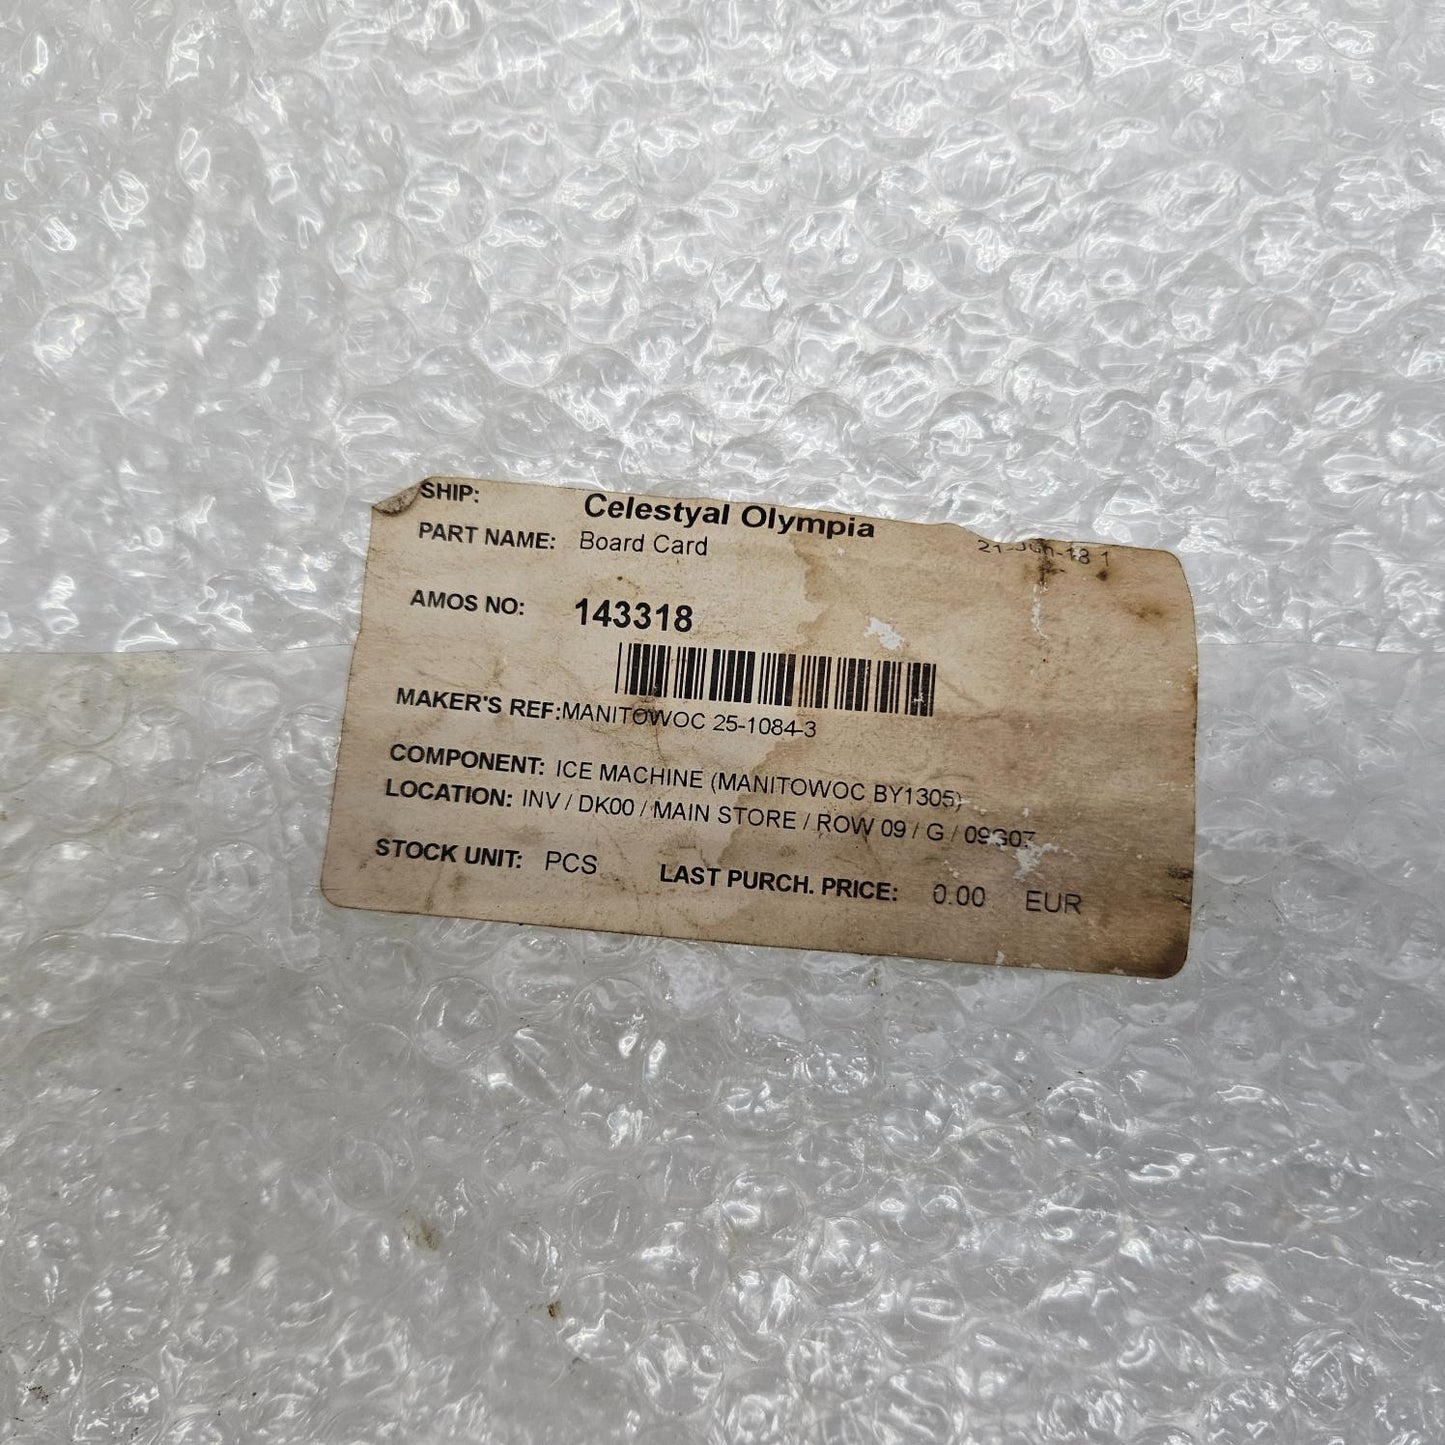 SHIP: Celestyal Olympia
PART NAME: Board Card
AMOS NO: 143318
MAKER'S REF:MANITOWOC 25-1084-3
COMPONENT: ICE MACHINE (MANITOWOC BY1305)
LOCATION: INV / DK00 / MAIN STORE / ROW 09 / G / 09G07
STOCK UNIT: PCS LAST PURCH. PRICE: 0.00 EUR